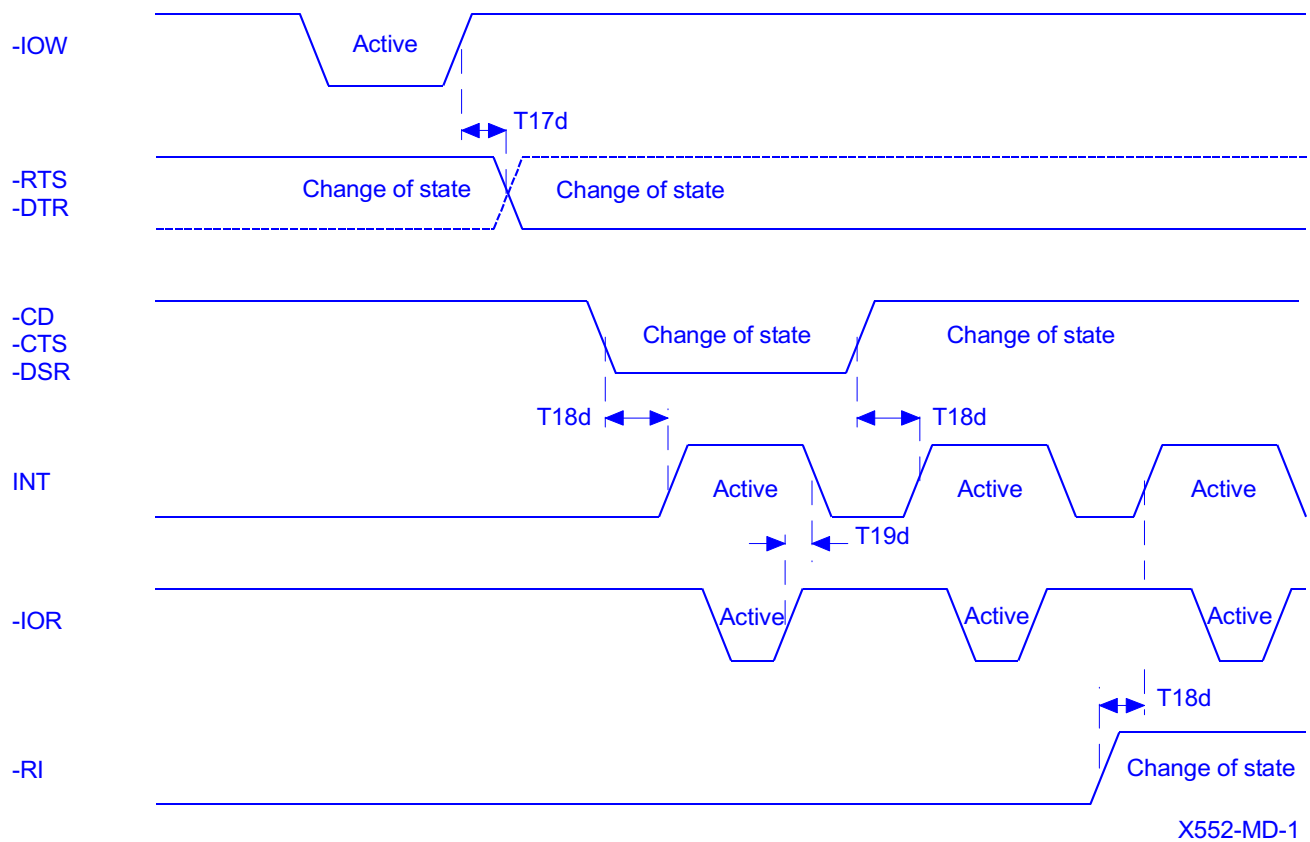 -IOW
Active
T17d
-RTS
-DTR
Change of state
Change of state
-CD
-CTS
-DSR
Change of state
Change of state
T18d
T18d
INT
Active
Active
Active
T19d
-IOR
Active
Active
Active
T18d
-RI
Change of state
X552-MD-1